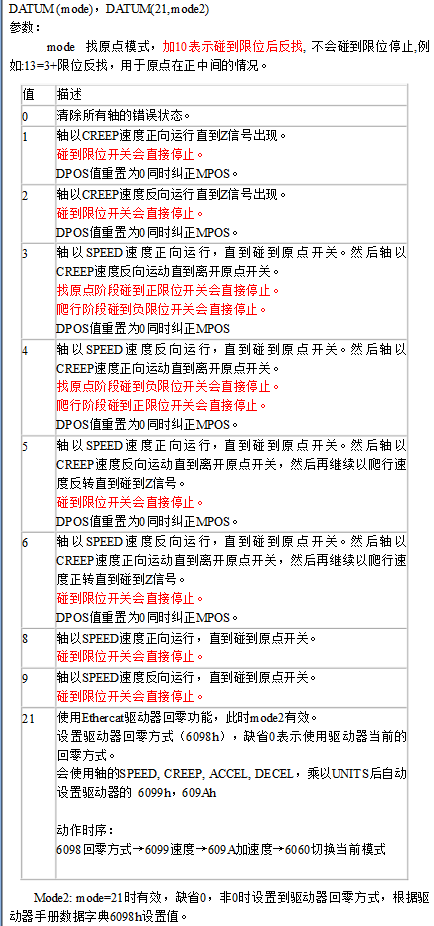 DATUM (mode)，DATUM(21,mode2)
参数：
mode 找原点模式，加10表示碰到限位后反找, 不会碰到限位停止,例
如:13=3+限位反找，用于原点在正中间的情况。
值 描述
0 清除所有轴的错误状态。
1 轴以CREEP速度正向运行直到Z信号出现。
碰到限位开关会直接停止。
DPOS值重置为0同时纠正MPOS。
2 轴以CREEP速度反向运行直到Z信号出现。
碰到限位开关会直接停止。
DPOS值重置为0同时纠正MPOS。
3 轴以SPEED速度正向运行，直到碰到原点开关。然后轴以
CREEP速度反向运动直到离开原点开关。
找原点阶段碰到正限位开关会直接停止。
爬行阶段碰到负限位开关会直接停止。
DPOS值重置为0同时纠正MPOS
4 轴以SPEED速度反向运行，直到碰到原点开关。然后轴以
CREEP速度正向运动直到离开原点开关。
找原点阶段碰到负限位开关会直接停止。
爬行阶段碰到正限位开关会直接停止。
DPOS值重置为0同时纠正MPOS。
5 轴以SPEED速度正向运行，直到碰到原点开关。然后轴以
CREEP速度反向运动直到离开原点开关，然后再继续以爬行速
度反转直到碰到Z信号。
碰到限位开关会直接停止。
DPOS值重置为0同时纠正MPOS。
6 轴以SPEED速度反向运行，直到碰到原点开关。然后轴以
CREEP速度正向运动直到离开原点开关，然后再继续以爬行速
度正转直到碰到Z信号。
碰到限位开关会直接停止。
DPOS值重置为0同时纠正MPOS。
8 轴以SPEED速度正向运行，直到碰到原点开关。
碰到限位开关会直接停止。
9 轴以SPEED速度反向运行，直到碰到原点开关。
碰到限位开关会直接停止。
21 使用Ethercat驱动器回零功能，此时mode2有效。
设置驱动器回零方式（6098h），缺省0表示使用驱动器当前的
回零方式。
会使用轴的SPEED, CREEP, ACCEL, DECEL，乘以UNITS后自动
设置驱动器的 6099h，609Ah
动作时序：
6098回零方式→6099速度→609A加速度→6060切换当前模式
Mode2: mode=21时有效，缺省0，非0时设置到驱动器回零方式，根据驱
动器手册数据字典6098h设置值。